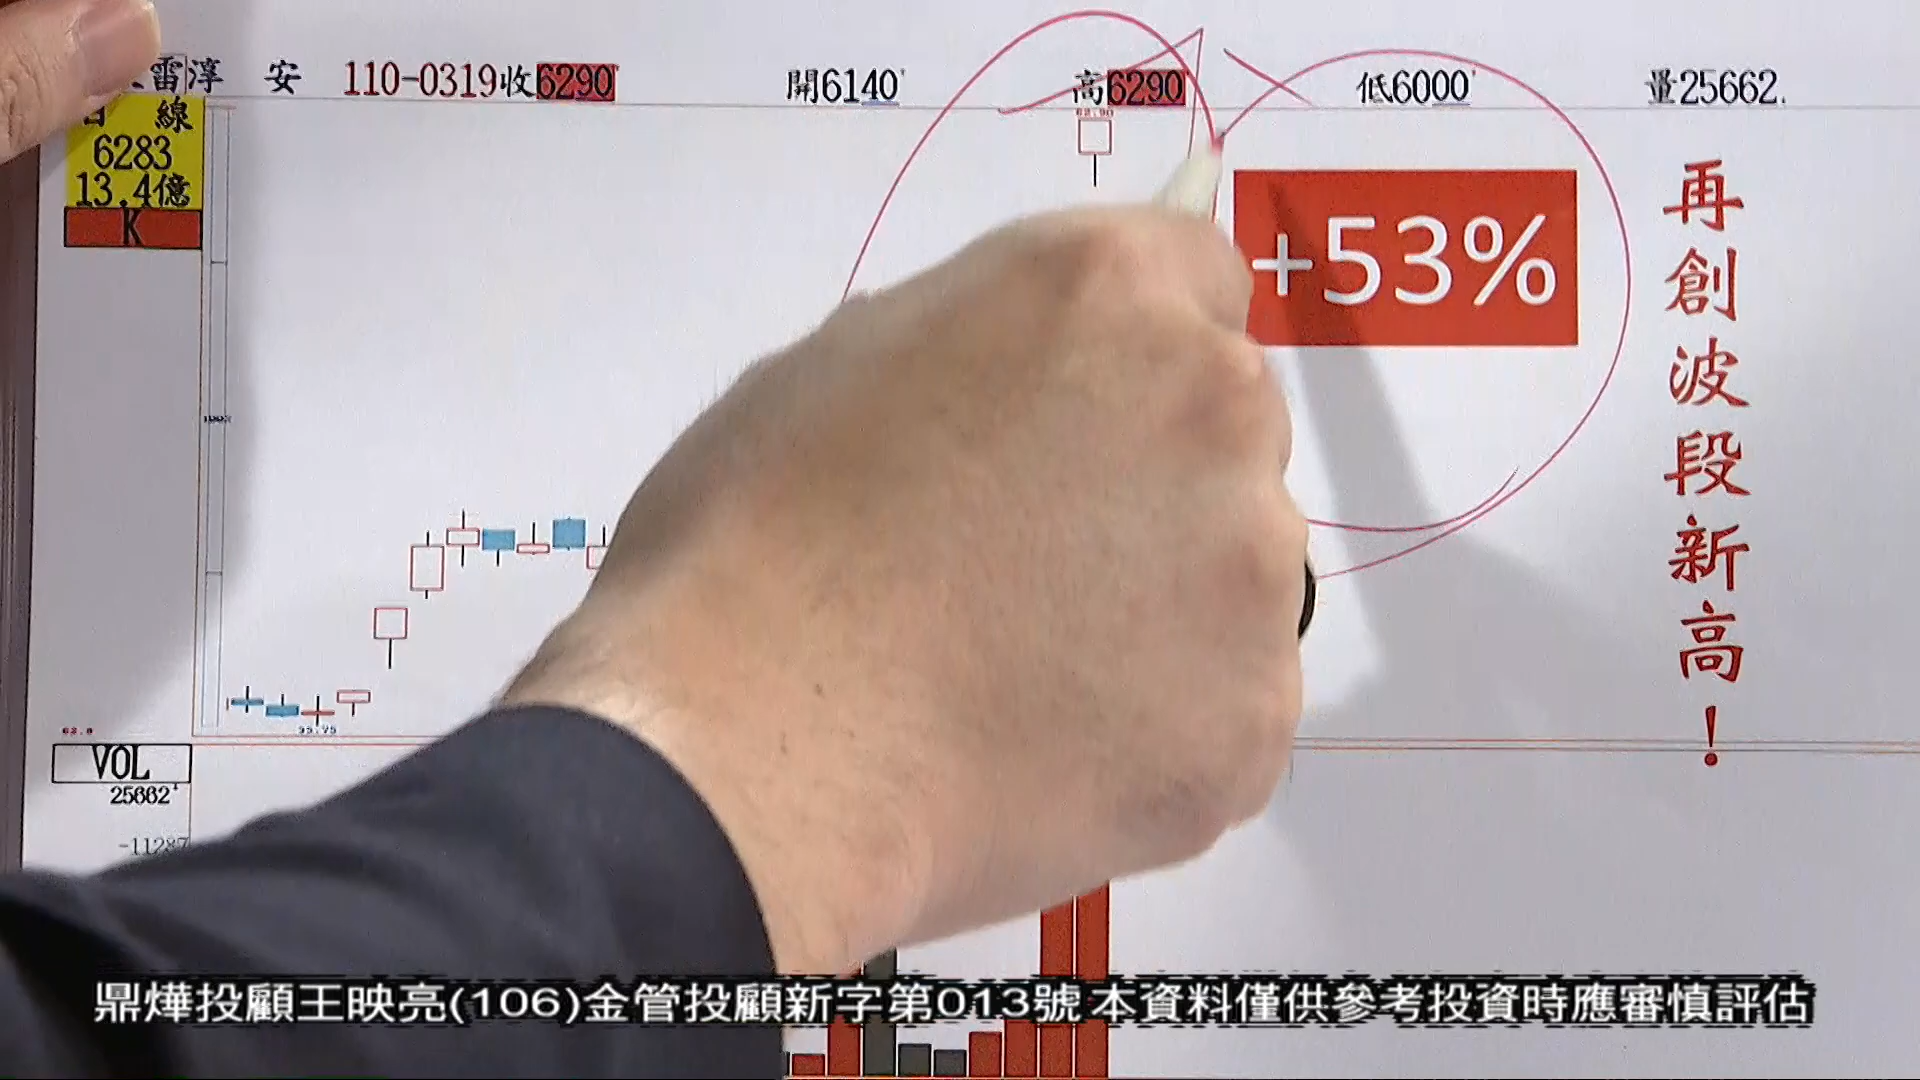 雷淳 安 110-0319收6290 開6140 高6290 低6000 量25662.
日 線
6283
13.4億
K
62.90
+53%
再創波段新高！
VOL
25662
-11287
鼎燁投顧王映亮(106)金管投顧新字第013號 本資料僅供參考投資時應審慎評估